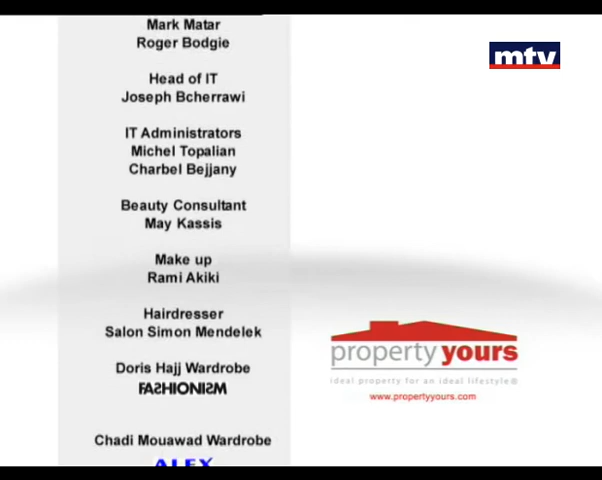 Mark Matar
Roger Bodgie
mtv
Head of IT
Joseph Bcherrawi
IT Administrators
Michel Topalian
Charbel Bejjany
Beauty Consultant
May Kassis
Make up
Rami Akiki
Hairdresser
Salon Simon Mendelek
Doris Hajj Wardrobe
FASHIONISM
Chadi Mouawad Wardrobe
ALEX
property yours
ideal property for an ideal lifestyle®
www.propertyyours.com